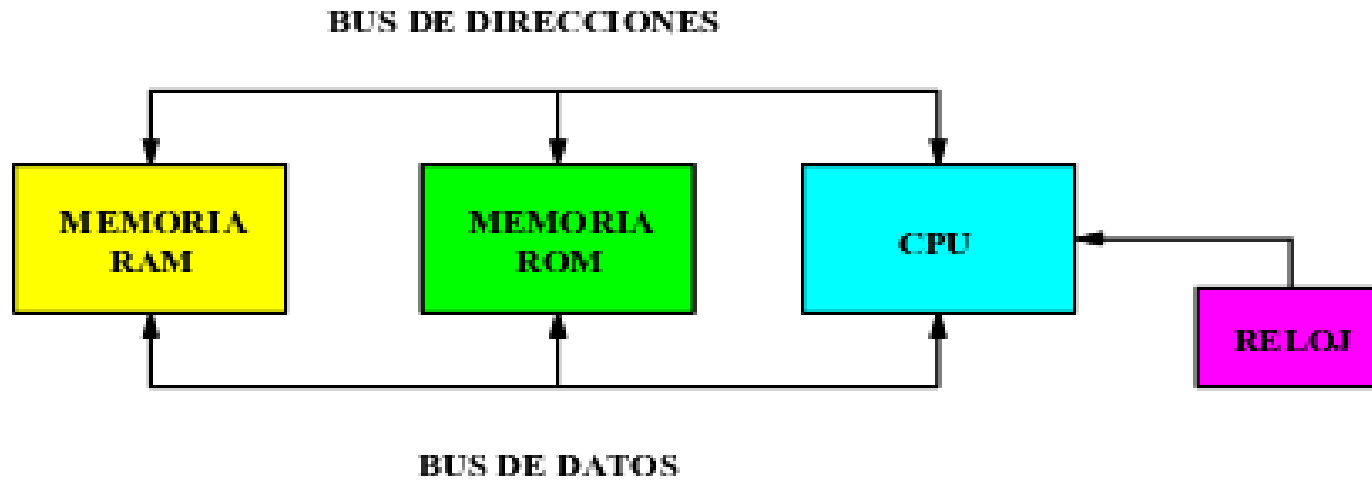 BUS DE DIRECCIONES
MEMORIA
RAM
MEMORIA
ROM
CPU
RELOJ
BUS DE DATOS